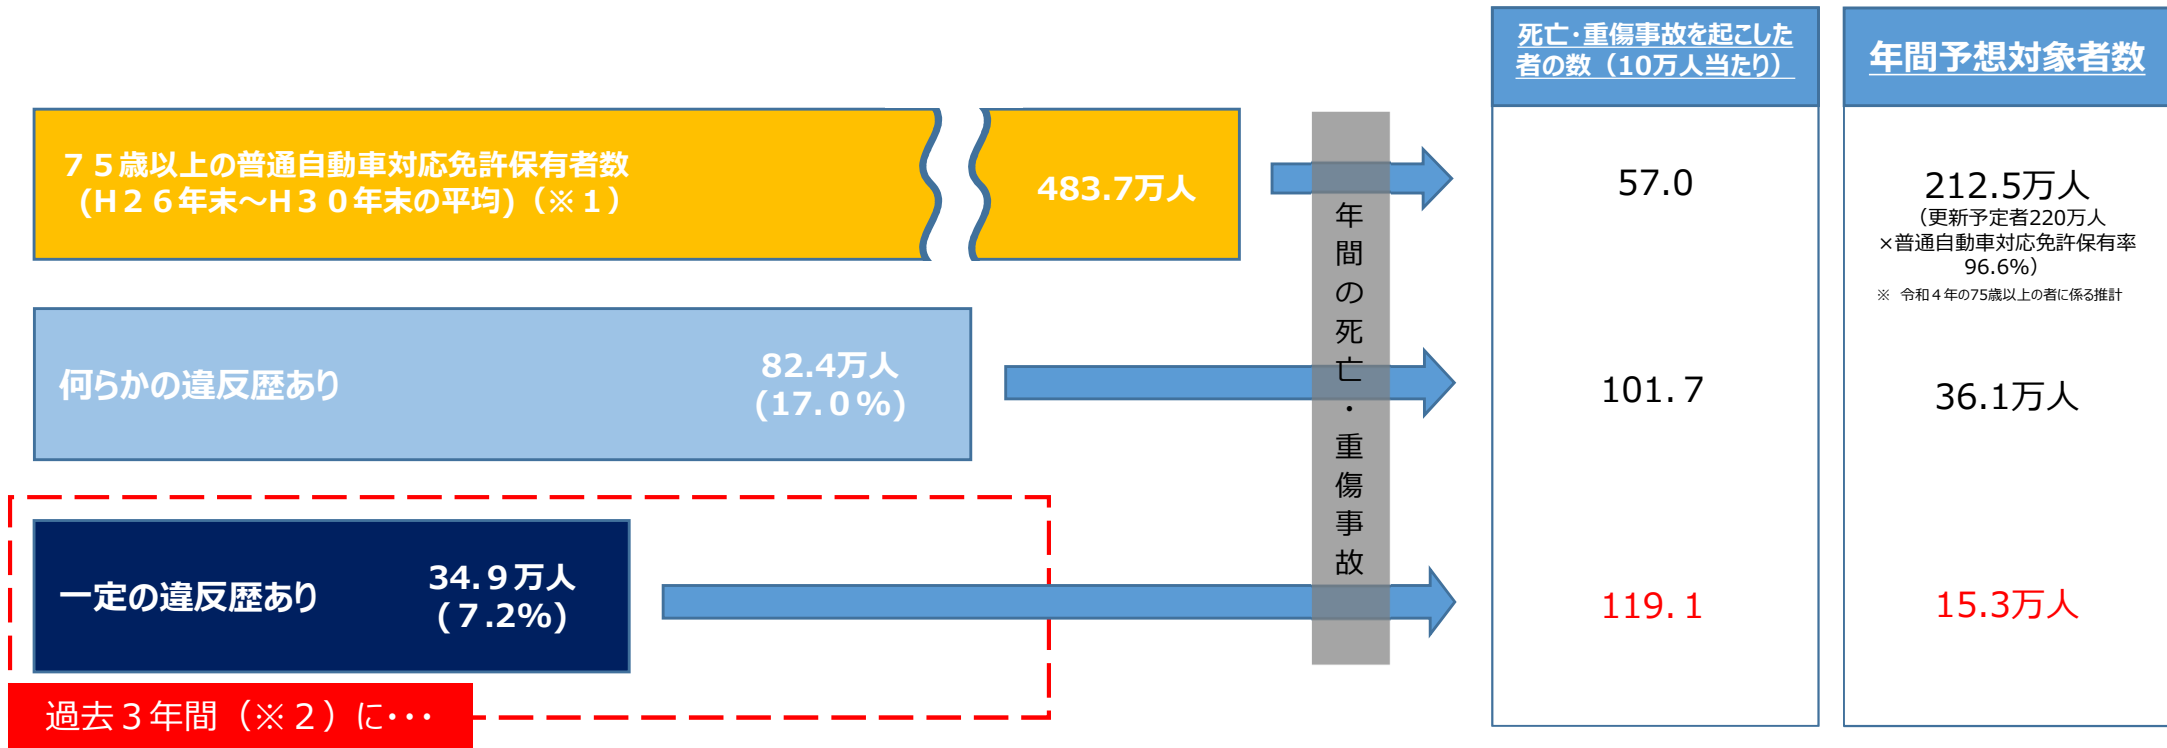 死亡・重傷事故を起こした
者の数（10万人当たり）
年間予想対象者数
７５歳以上の普通自動車対応免許保有者数
(H２６年末～H３０年末の平均)（※１）
483.7万人
57.0
212.5万人
（更新予定者220万人
×普通自動車対応免許保有率
96.6%）
※ 令和４年の75歳以上の者に係る推計
何らかの違反歴あり
82.4万人
(17.０%)
101.７
36.1万人
一定の違反歴あり
34.９万人
(７.2%)
119.１
15.3万人
年間の死亡・重傷事故
過去３年間（※２）に・・・